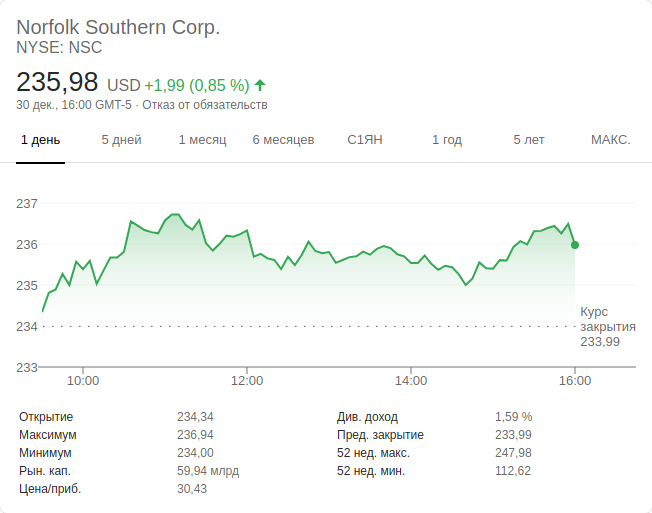 Norfolk Southern Corp.
NYSE: NSC
235,98 USD +1,99 (0,85 %)
30 дек., 16:00 GMT-5 · Отказ от обязательств
1 день 5 дней 1 месяц 6 месяцев С1ЯН 1 год 5 лет МАКС.
237
236
235
234
233
Курс
закрытия
233,99
10:00 12:00 14:00 16:00
Открытие 234,34 Див. доход 1,59 %
Максимум 236,94 Пред. закрытие 233,99
Минимум 234,00 52 нед. макс. 247,98
Рын. кап. 59,94 млрд 52 нед. мин. 112,62
Цена/приб. 30,43